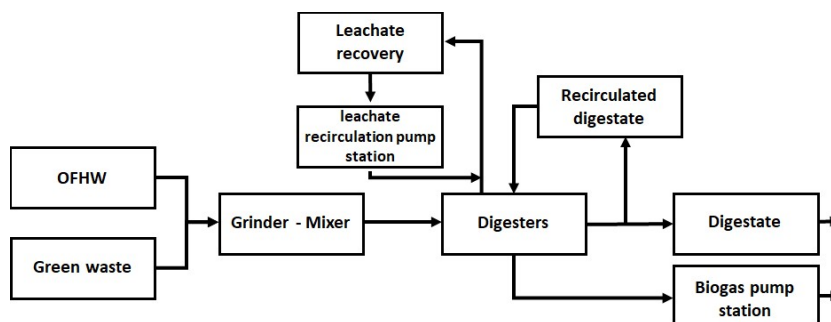 Leachate
recovery
leachate
recirculation pump
station
Recirculated
digestate
OFHW
Grinder - Mixer
Digesters
Digestate
Green waste
Biogas pump
station